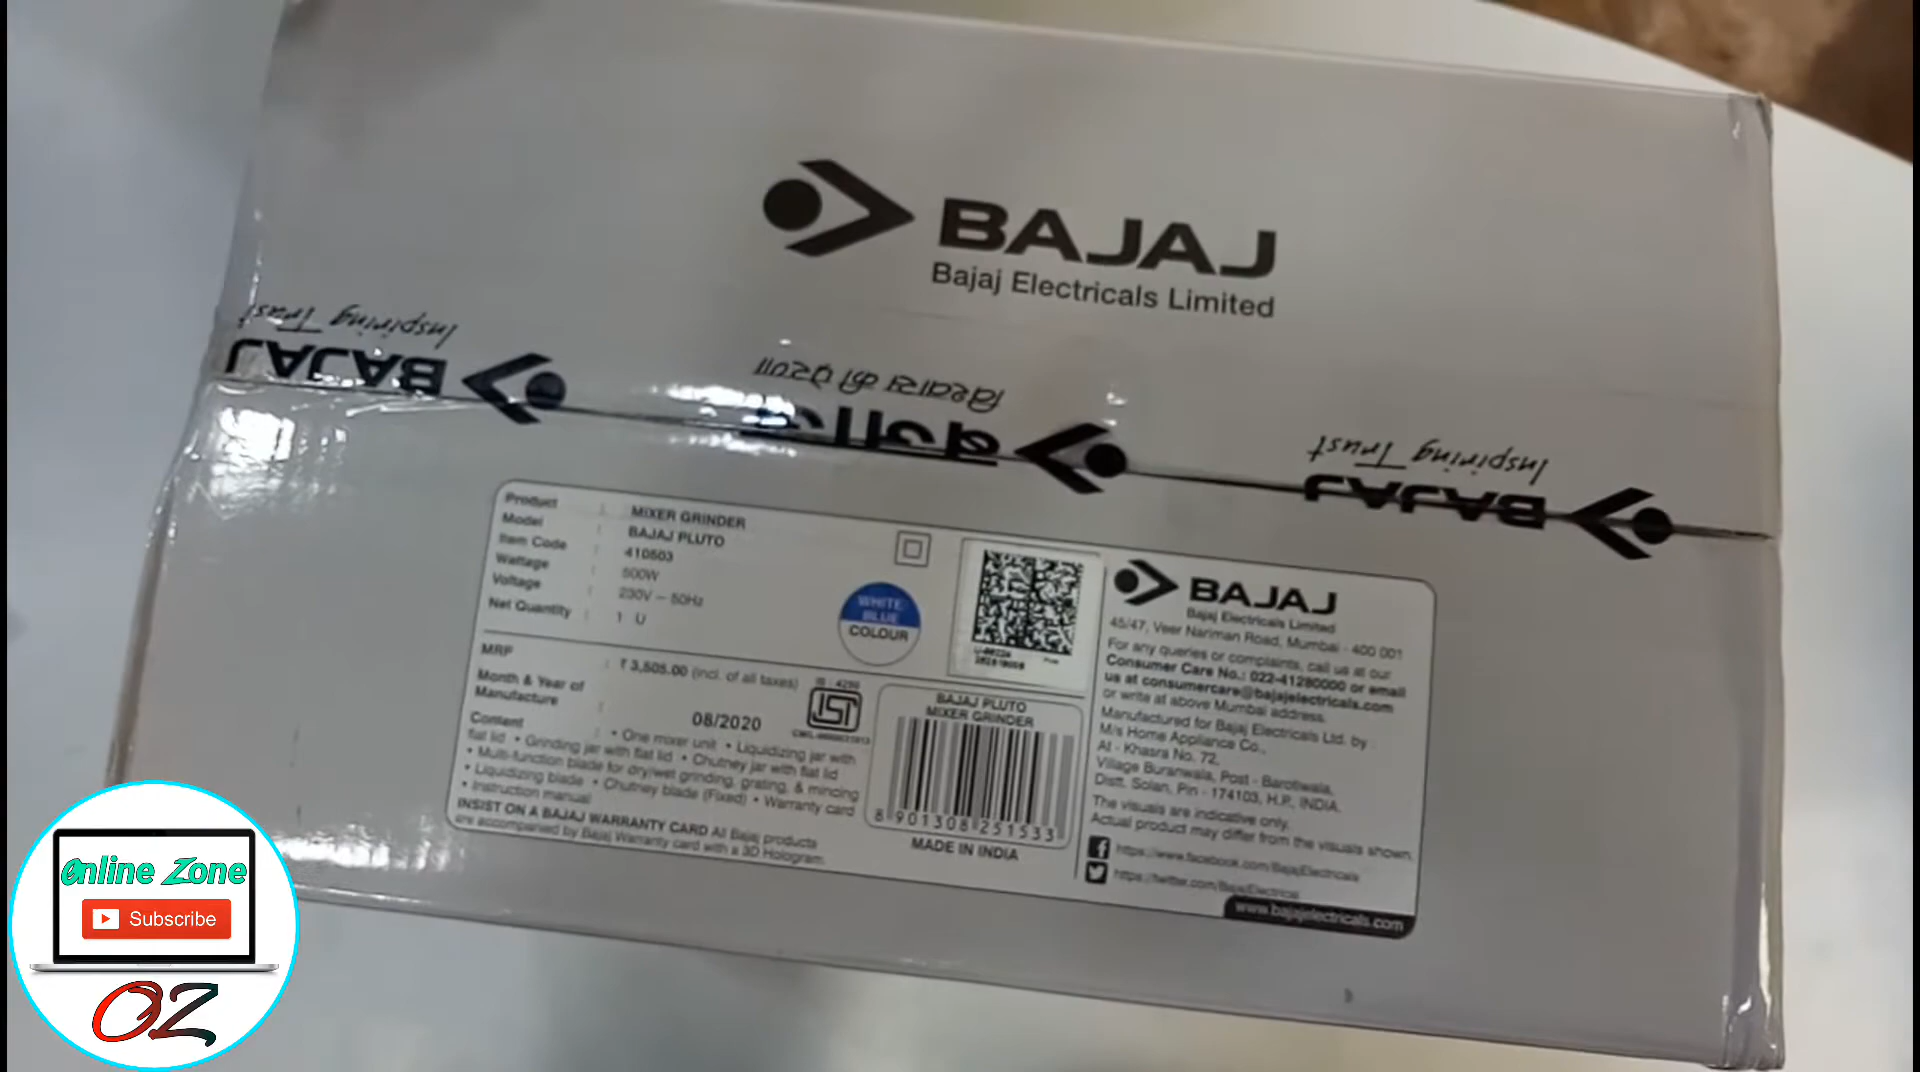 BAJAJ
Bajaj Electricals Limited
Inspiring Trust
BAJAJ
विश्वास की प्रेरणा
बजाज
Inspiring Trust
BAJAJ
Product : MIXER GRINDER
Model : BAJAJ PLUTO
Item Code : 410503
Wattage : 500W
Voltage : 230V ~ 50Hz
Net Quantity : 1 U
WHITE
BLUE
COLOUR
MRP : ₹ 3,505.00 (incl. of all taxes)
Month & Year of
Manufacture : 08/2020
IS : 4250
Content : • One mixer unit • Liquidizing jar with
flat lid • Grinding jar with flat lid • Chutney jar with flat lid
• Multi-function blade for dry/wet grinding, grating, & mincing
• Liquidizing blade • Chutney blade (Fixed) • Warranty card
• Instruction manual
INSIST ON A BAJAJ WARRANTY CARD All Bajaj products
are accompanied by Bajaj Warranty card with a 3D Hologram.
BAJAJ PLUTO
MIXER GRINDER
8 901308 251533
MADE IN INDIA
BAJAJ
Bajaj Electricals Limited
45/47, Veer Nariman Road, Mumbai - 400 001
For any queries or complaints, call us at our
Consumer Care No.: 022-41280000 or email
us at consumercare@bajajelectricals.com
or write at above Mumbai address.
Manufactured for Bajaj Electricals Ltd. by :
M/s Home Appliance Co.,
At - Khasra No. 72,
Village Buranwala, Post - Barotiwala,
Distt. Solan, Pin - 174103, H.P., INDIA.
The visuals are indicative only.
Actual product may differ from the visuals shown.
https://www.facebook.com/BajajElectricals
https://twitter.com/BajajElectrical
www.bajajelectricals.com
Online Zone
Subscribe
OZ